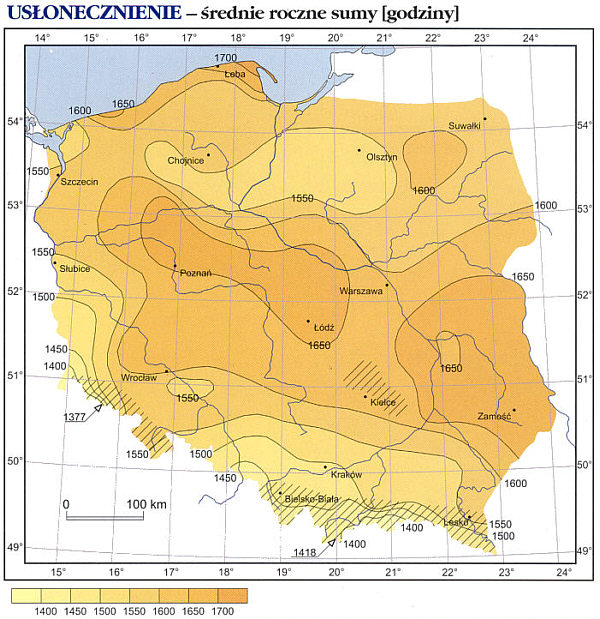 USŁONECZNIENIE – średnie roczne sumy [godziny]
14° 15° 16° 17° 18° 19° 20° 21° 22° 23° 24°
1700
Łeba
1600 1650
54° 54°
Suwałki
Chojnice Olsztyn
1550
Szczecin
1600
1550
53° 1600 53°
1550
Słubice
Poznań
1650
Warszawa
52° 1500 52°
Łódź
1650
1450
1400
1650
Wrocław
51° 1550 51°
Kielce
1377
Zamość
1550 1500
50° 1450 50°
Kraków
1600
0 100 km
Bielsko-Biała
Lesko 1550
1400
1500
1418 1400
49° 49°
15° 16° 17° 18° 19° 20° 21° 22° 23° 24°
1400 1450 1500 1550 1600 1650 1700